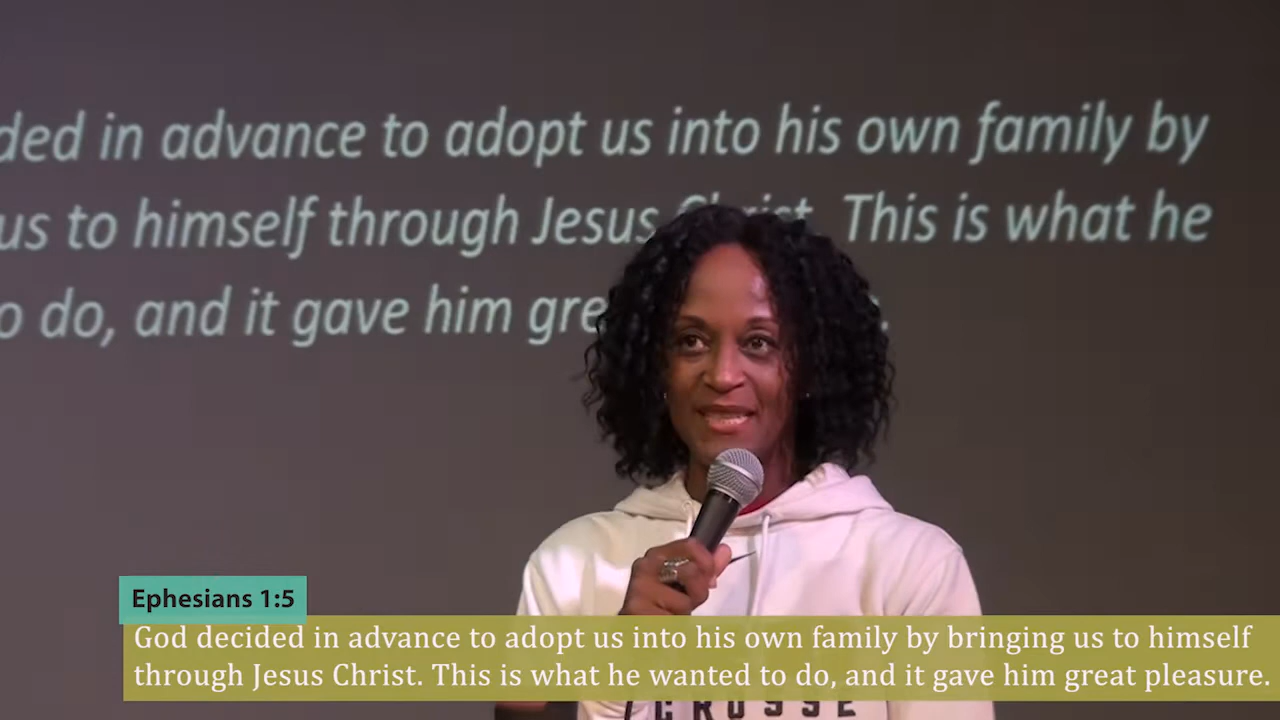 ded in advance to adopt us into his own family by
us to himself through Jesus Christ. This is what he
o do, and it gave him gre
Ephesians 1:5
God decided in advance to adopt us into his own family by bringing us to himself
through Jesus Christ. This is what he wanted to do, and it gave him great pleasure.
CROSSE